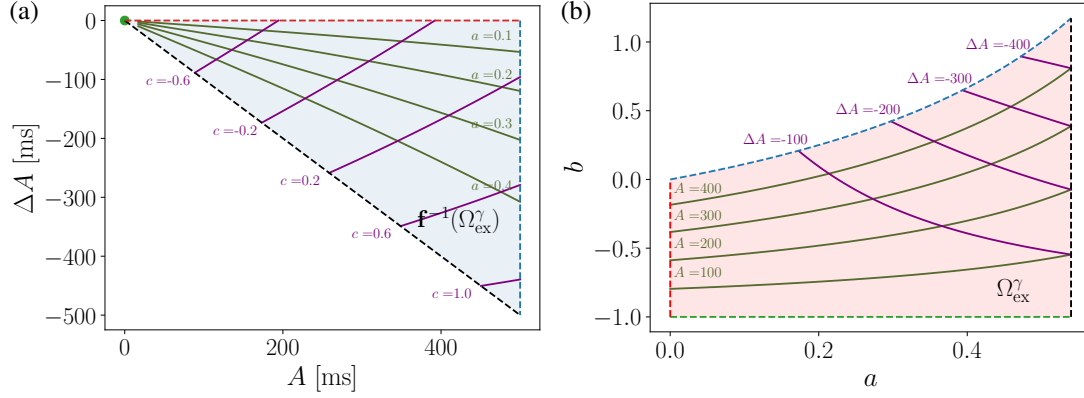 (a)
0
−100
−200
−300
−400
−500
ΔA [ms]
0
200
400
A [ms]
a =0.1
a =0.2
a =0.3
a =0.4
c =-0.6
c =-0.2
c =0.2
c =0.6
c =1.0
f⁻¹(Ω^γ_ex)
(b)
1.0
0.5
0.0
−0.5
−1.0
b
0.0
0.2
0.4
a
ΔA =-400
ΔA =-300
ΔA =-200
ΔA =-100
A =400
A =300
A =200
A =100
Ω^γ_ex